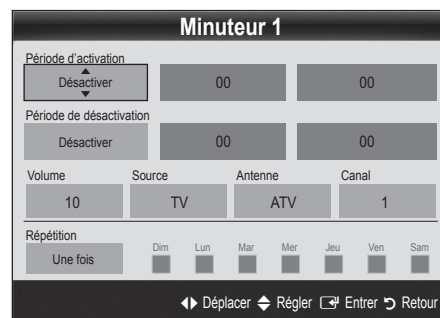 Minuteur 1
Période d'activation
Désactiver 00 00
Période de désactivation
Désactiver 00 00
Volume Source Antenne Canal
10 TV ATV 1
Répétition
Dim Lun Mar Mer Jeu Ven Sam
Une fois
Déplacer Régler Entrer Retour